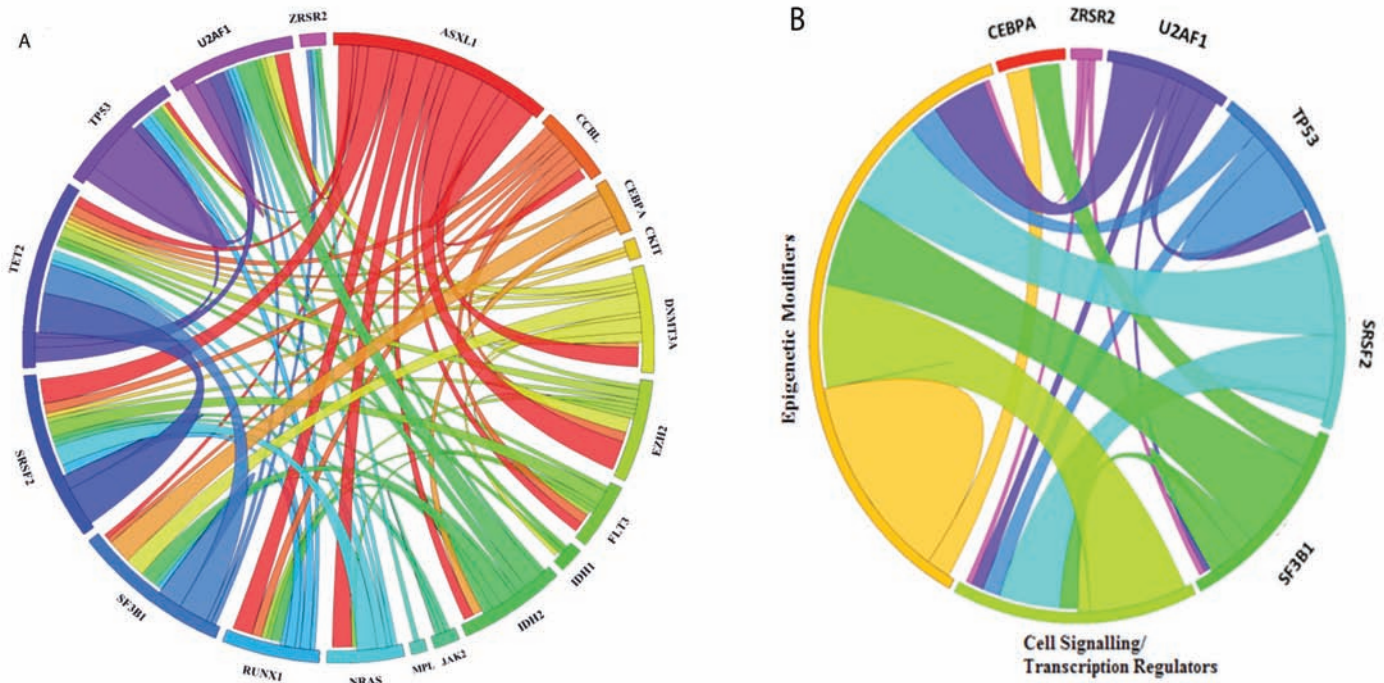 A
ZRSR2
U2AF1
ASXL1
TP53
CCBL
CEBPA
CKIT
TET2
DNMT3A
SRSF2
EZH2
FLT3
SF3B1
IDH1
IDH2
RUNX1
NRAS
MPL
JAK2
B
CEBPA
ZRSR2
U2AF1
TP53
Epigenetic Modifiers
SRSF2
SF3B1
Cell Signalling/
Transcription Regulators